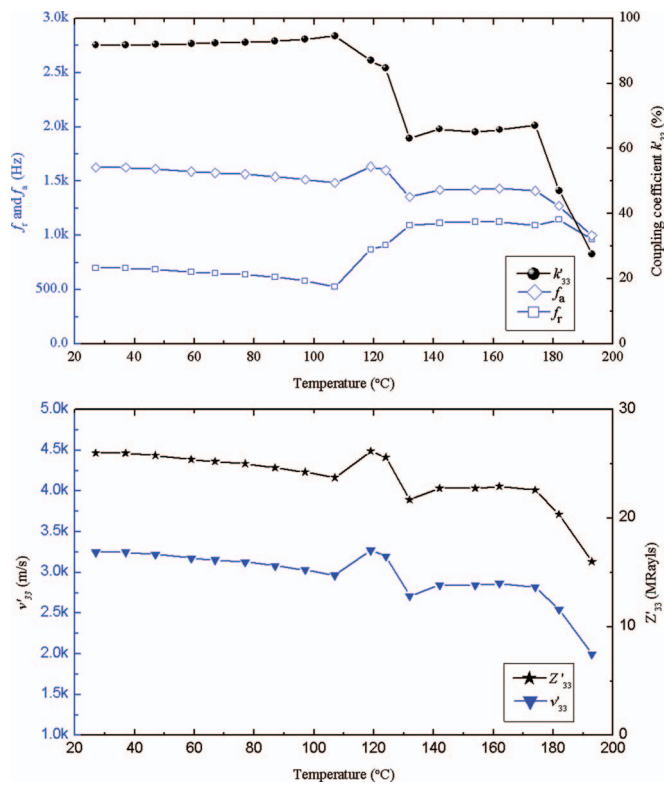 3.0k
2.5k
2.0k
1.5k
1.0k
500.0
0.0
fr and fa (Hz)
100
80
60
40
20
0
Coupling coefficient k'33 (%)
k'33
fa
fr
20 40 60 80 100 120 140 160 180 200
Temperature (°C)
5.0k
4.5k
4.0k
3.5k
3.0k
2.5k
2.0k
1.5k
1.0k
v'33 (m/s)
30
20
10
0
Z'33 (MRayls)
Z'33
v'33
20 40 60 80 100 120 140 160 180 200
Temperature (°C)